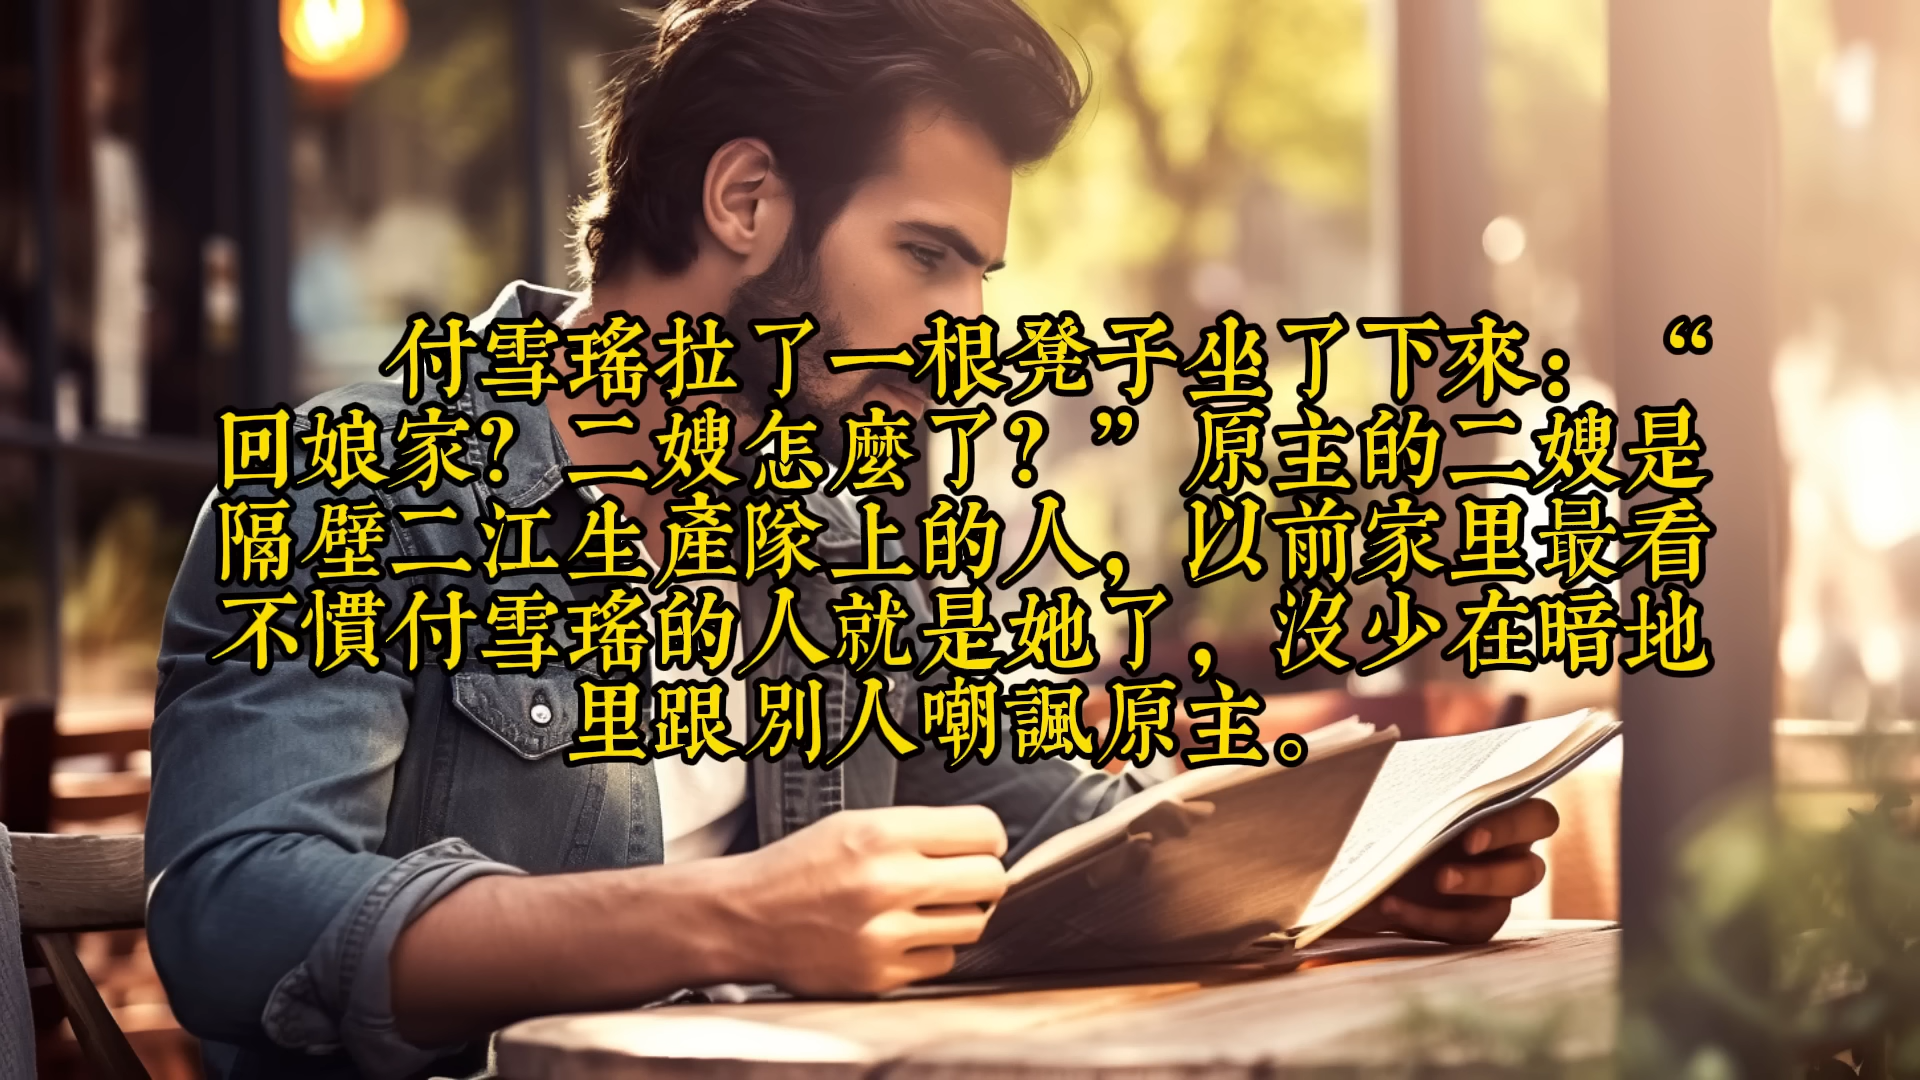 付雪瑤拉了一根凳子坐了下來：“
回娘家？二嫂怎麼了？”原主的二嫂是
隔壁二江生產隊上的人，以前家里最看
不慣付雪瑤的人就是她了，沒少在暗地
里跟別人嘲諷原主。